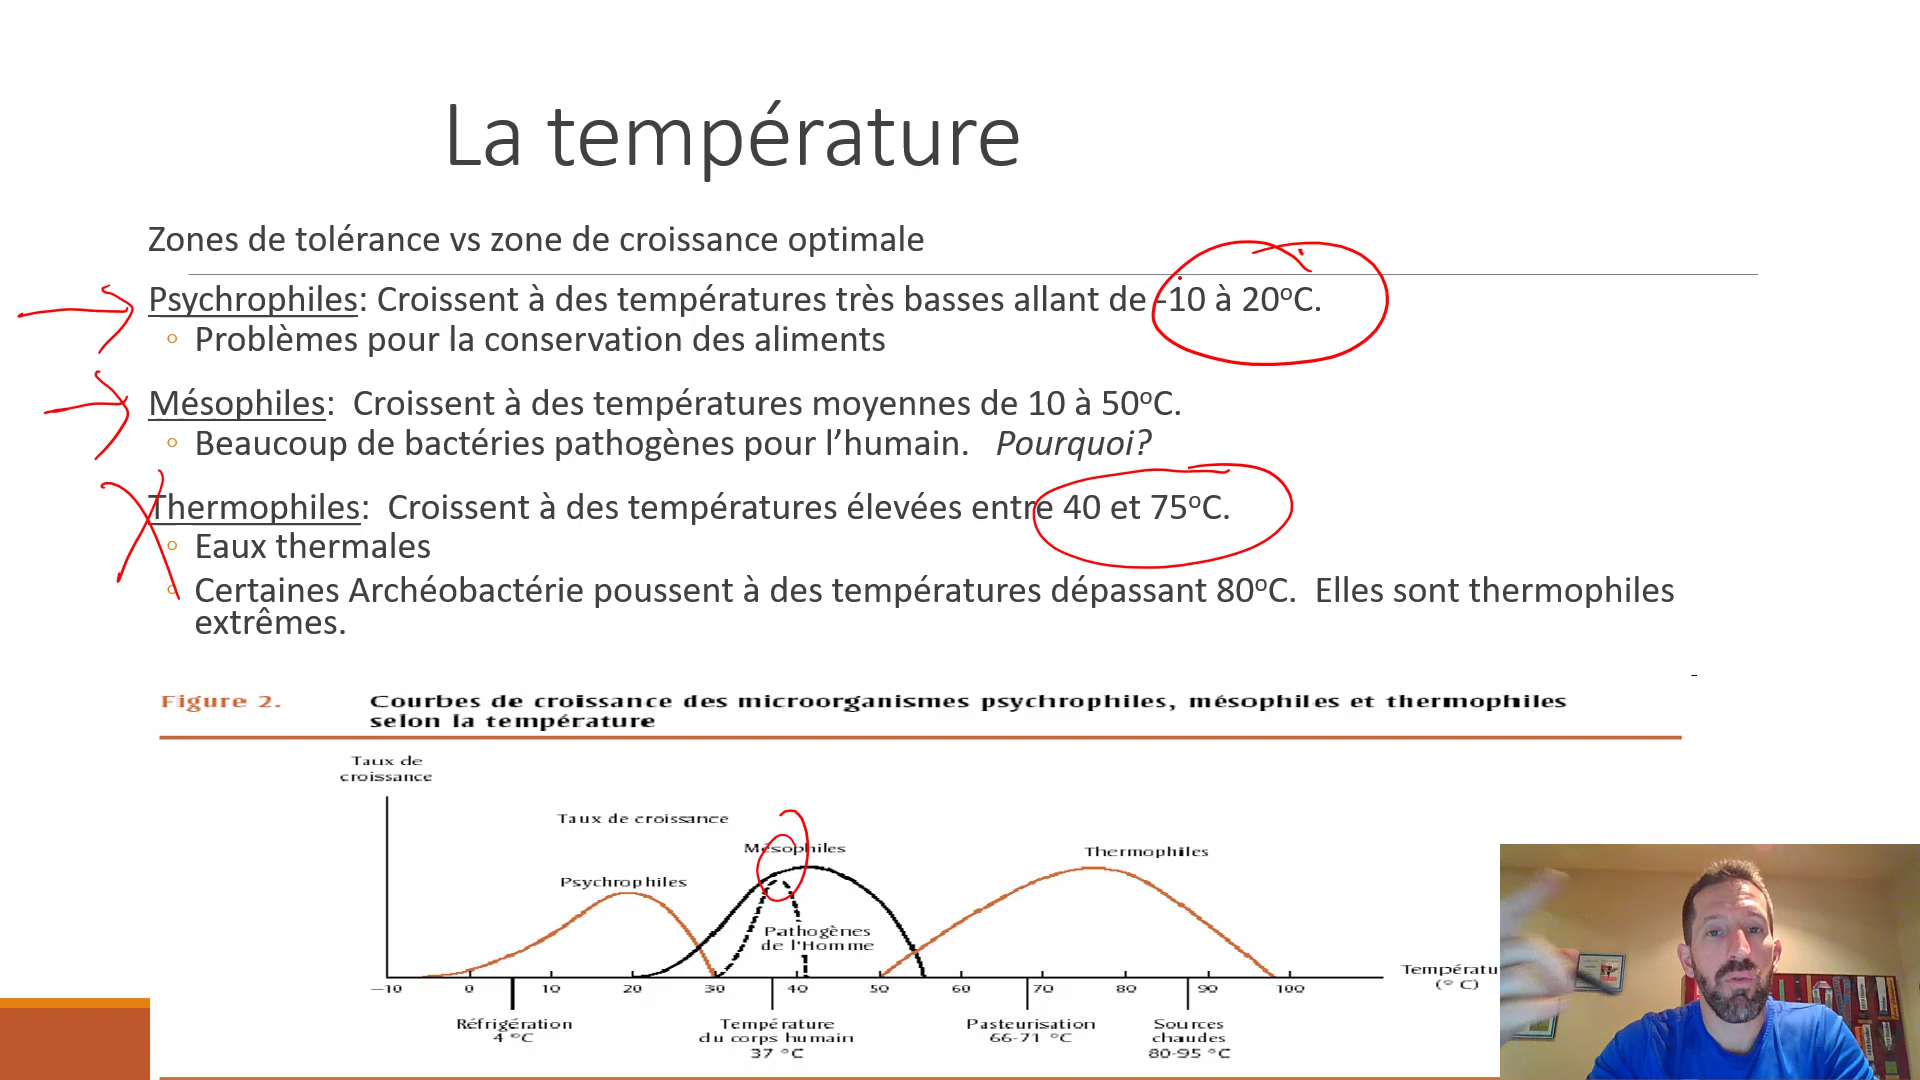 La température
Zones de tolérance vs zone de croissance optimale
Psychrophiles: Croissent à des températures très basses allant de -10 à 20°C.
Problèmes pour la conservation des aliments
Mésophiles: Croissent à des températures moyennes de 10 à 50°C.
Beaucoup de bactéries pathogènes pour l’humain. Pourquoi?
Thermophiles: Croissent à des températures élevées entre 40 et 75°C.
Eaux thermales
Certaines Archéobactérie poussent à des températures dépassant 80°C. Elles sont thermophiles
extrêmes.
Figure 2. Courbes de croissance des microorganismes psychrophiles, mésophiles et thermophiles
selon la température
Taux de
croissance
Taux de croissance
Mésophiles
Thermophiles
Psychrophiles
Pathogènes
de l'Homme
Températu
(° C)
-10 0 10 20 30 40 50 60 70 80 90 100
Réfrigération
4 °C
Température
du corps humain
37 °C
Pasteurisation
66-71 °C
Sources
chaudes
80-95 °C